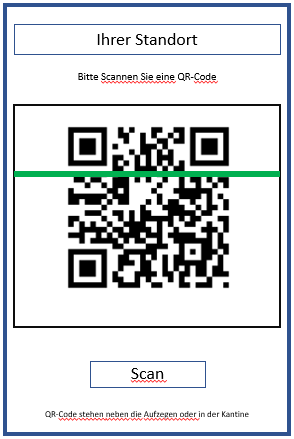 Ihrer Standort
Bitte Scannen Sie eine QR-Code
Scan
QR-Code stehen neben die Aufzegen oder in der Kantine